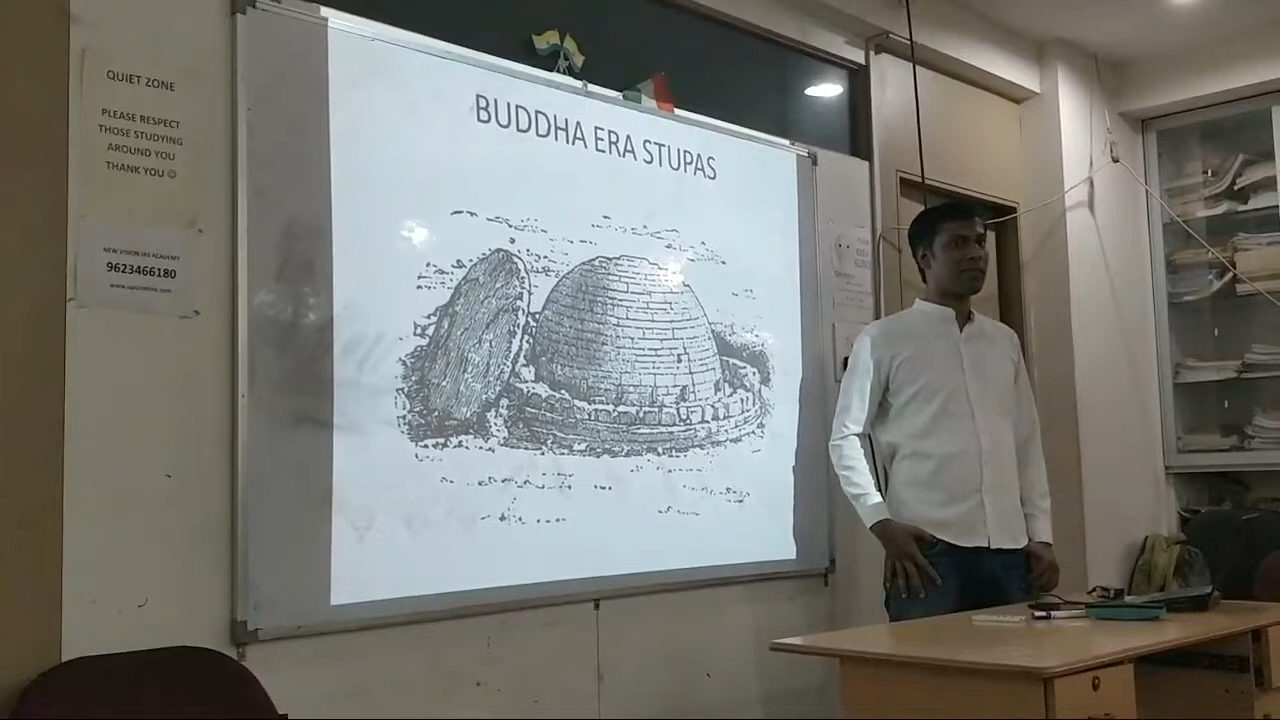 QUIET ZONE
PLEASE RESPECT
THOSE STUDYING
AROUND YOU
THANK YOU ☺
NEW VISION IAS ACADEMY
9623466180
BUDDHA ERA STUPAS